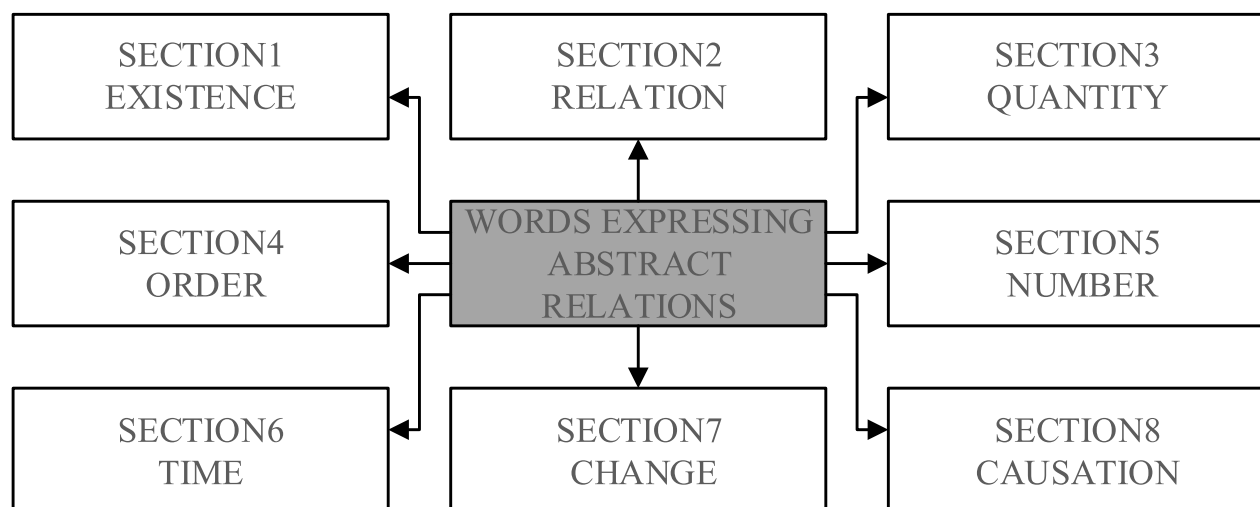 SECTION1
EXISTENCE
SECTION2
RELATION
SECTION3
QUANTITY
SECTION4
ORDER
WORDS EXPRESSING
ABSTRACT
RELATIONS
SECTION5
NUMBER
SECTION6
TIME
SECTION7
CHANGE
SECTION8
CAUSATION